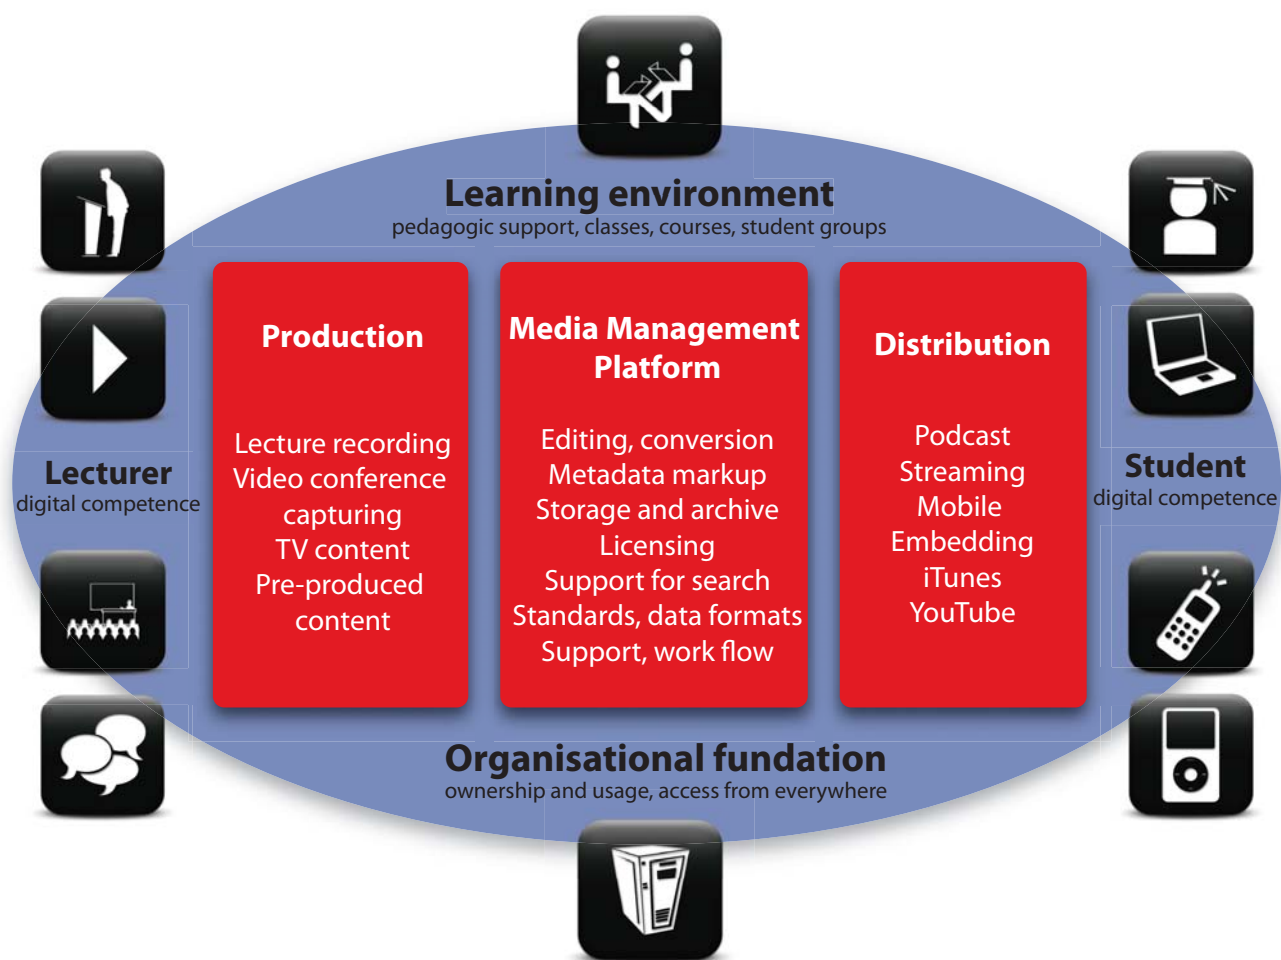 Learning environment
pedagogic support, classes, courses, student groups
Production
Lecture recording
Video conference
capturing
TV content
Pre-produced
content
Media Management
Platform
Editing, conversion
Metadata markup
Storage and archive
Licensing
Support for search
Standards, data formats
Support, work flow
Distribution
Podcast
Streaming
Mobile
Embedding
iTunes
YouTube
Lecturer
digital competence
Student
digital competence
Organisational fundation
ownership and usage, access from everywhere